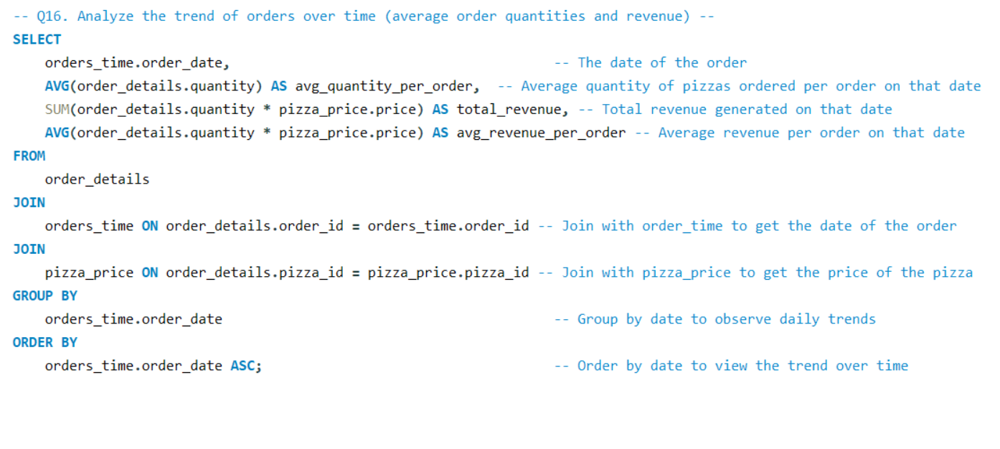 -- Q16. Analyze the trend of orders over time (average order quantities and revenue) --
SELECT
orders_time.order_date, -- The date of the order
AVG(order_details.quantity) AS avg_quantity_per_order, -- Average quantity of pizzas ordered per order on that date
SUM(order_details.quantity * pizza_price.price) AS total_revenue, -- Total revenue generated on that date
AVG(order_details.quantity * pizza_price.price) AS avg_revenue_per_order -- Average revenue per order on that date
FROM
order_details
JOIN
orders_time ON order_details.order_id = orders_time.order_id -- Join with order_time to get the date of the order
JOIN
pizza_price ON order_details.pizza_id = pizza_price.pizza_id -- Join with pizza_price to get the price of the pizza
GROUP BY
orders_time.order_date -- Group by date to observe daily trends
ORDER BY
orders_time.order_date ASC; -- Order by date to view the trend over time